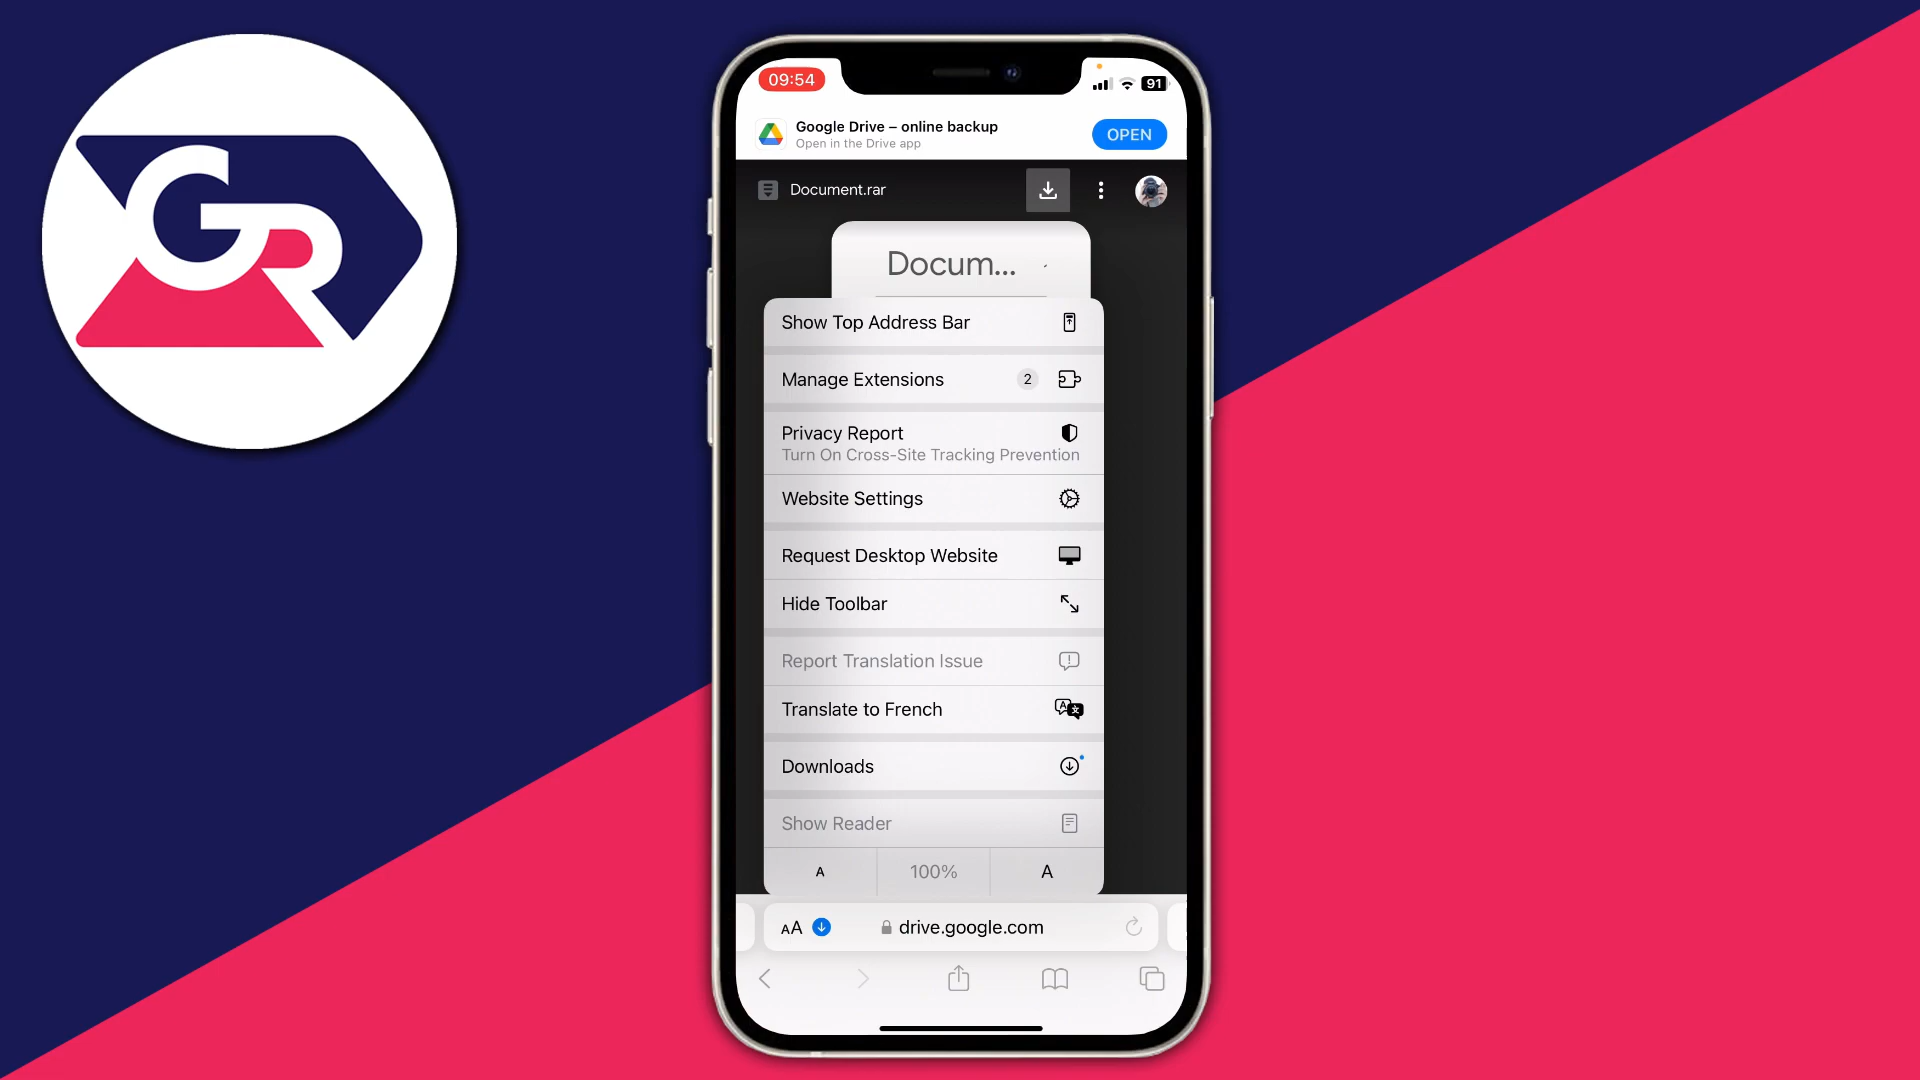 GR
09:54
91
Google Drive – online backup
Open in the Drive app
OPEN
Document.rar
Docum...
Show Top Address Bar
Manage Extensions 2
Privacy Report
Turn On Cross-Site Tracking Prevention
Website Settings
Request Desktop Website
Hide Toolbar
Report Translation Issue
Translate to French
Downloads
Show Reader
A 100% A
AA drive.google.com